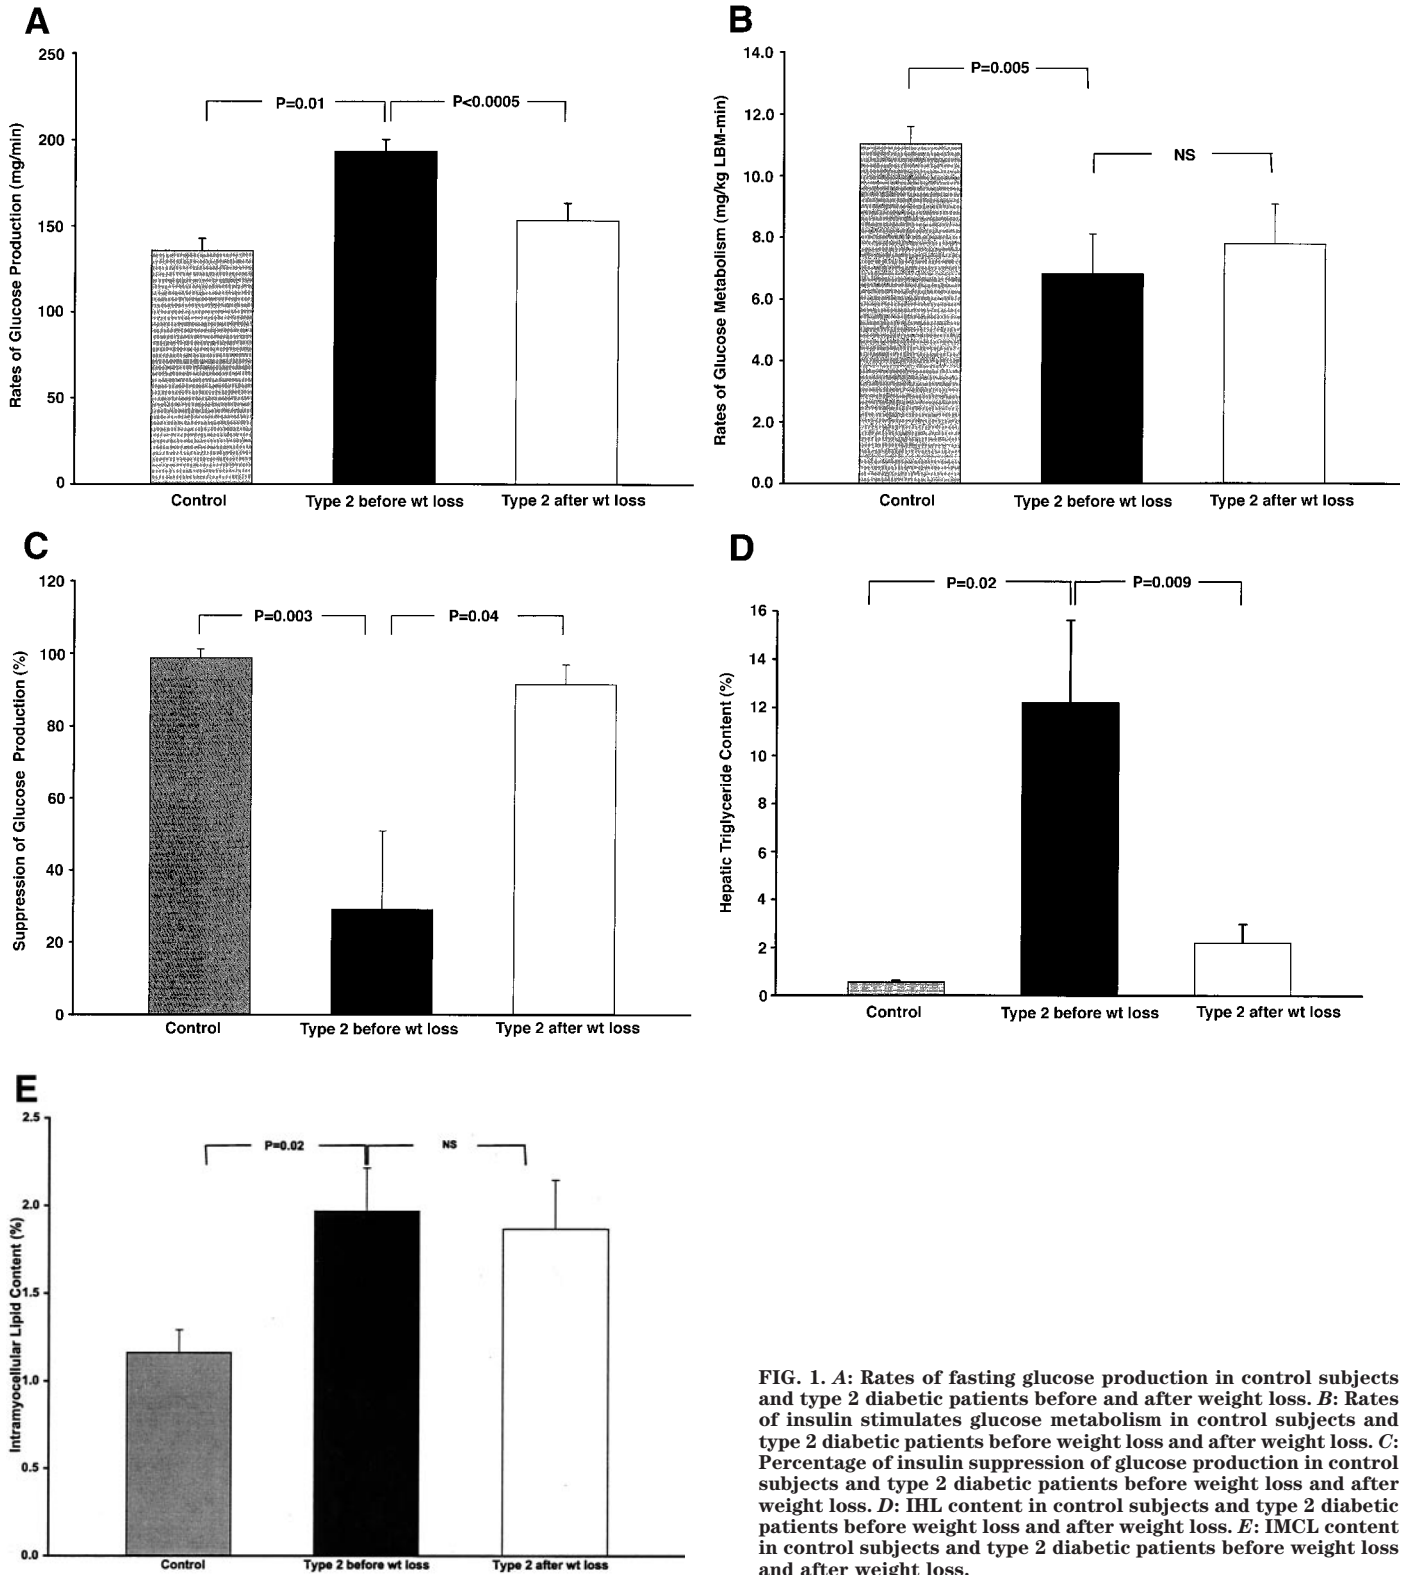 A
250
200
150
100
50
0
Rates of Glucose Production (mg/min)
P=0.01
P<0.0005
Control
Type 2 before wt loss
Type 2 after wt loss
B
14.0
12.0
10.0
8.0
6.0
4.0
2.0
0.0
Rates of Glucose Metabolism (mg/kg LBM-min)
P=0.005
NS
Control
Type 2 before wt loss
Type 2 after wt loss
C
120
100
80
60
40
20
0
Suppression of Glucose Production (%)
P=0.003
P=0.04
Control
Type 2 before wt loss
Type 2 after wt loss
D
16
14
12
10
8
6
4
2
0
Hepatic Triglyceride Content (%)
P=0.02
P=0.009
Control
Type 2 before wt loss
Type 2 after wt loss
E
2.5
2.0
1.5
1.0
0.5
0.0
Intramyocellular Lipid Content (%)
P=0.02
NS
Control
Type 2 before wt loss
Type 2 after wt loss
FIG. 1. A: Rates of fasting glucose production in control subjects
and type 2 diabetic patients before and after weight loss. B: Rates
of insulin stimulates glucose metabolism in control subjects and
type 2 diabetic patients before weight loss and after weight loss. C:
Percentage of insulin suppression of glucose production in control
subjects and type 2 diabetic patients before weight loss and after
weight loss. D: IHL content in control subjects and type 2 diabetic
patients before weight loss and after weight loss. E: IMCL content
in control subjects and type 2 diabetic patients before weight loss
and after weight loss.